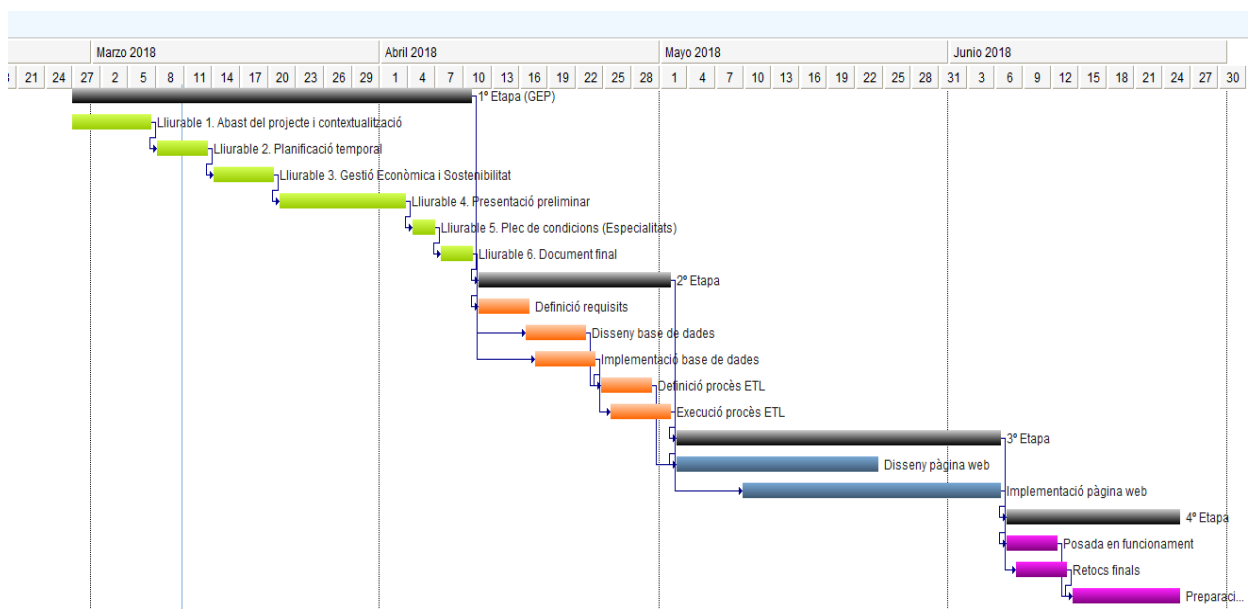 Marzo 2018 Abril 2018 Mayo 2018 Junio 2018
21 24 27 2 5 8 11 14 17 20 23 26 29 1 4 7 10 13 16 19 22 25 28 1 4 7 10 13 16 19 22 25 28 31 3 6 9 12 15 18 21 24 27 30
1º Etapa (GEP)
Lliurable 1. Abast del projecte i contextualització
Lliurable 2. Planificació temporal
Lliurable 3. Gestió Econòmica i Sostenibilitat
Lliurable 4. Presentació preliminar
Lliurable 5. Plec de condicions (Especialitats)
Lliurable 6. Document final
2º Etapa
Definició requisits
Disseny base de dades
Implementació base de dades
Definició procès ETL
Execució procès ETL
3º Etapa
Disseny pàgina web
Implementació pàgina web
4º Etapa
Posada en funcionament
Retocs finals
Preparaci...